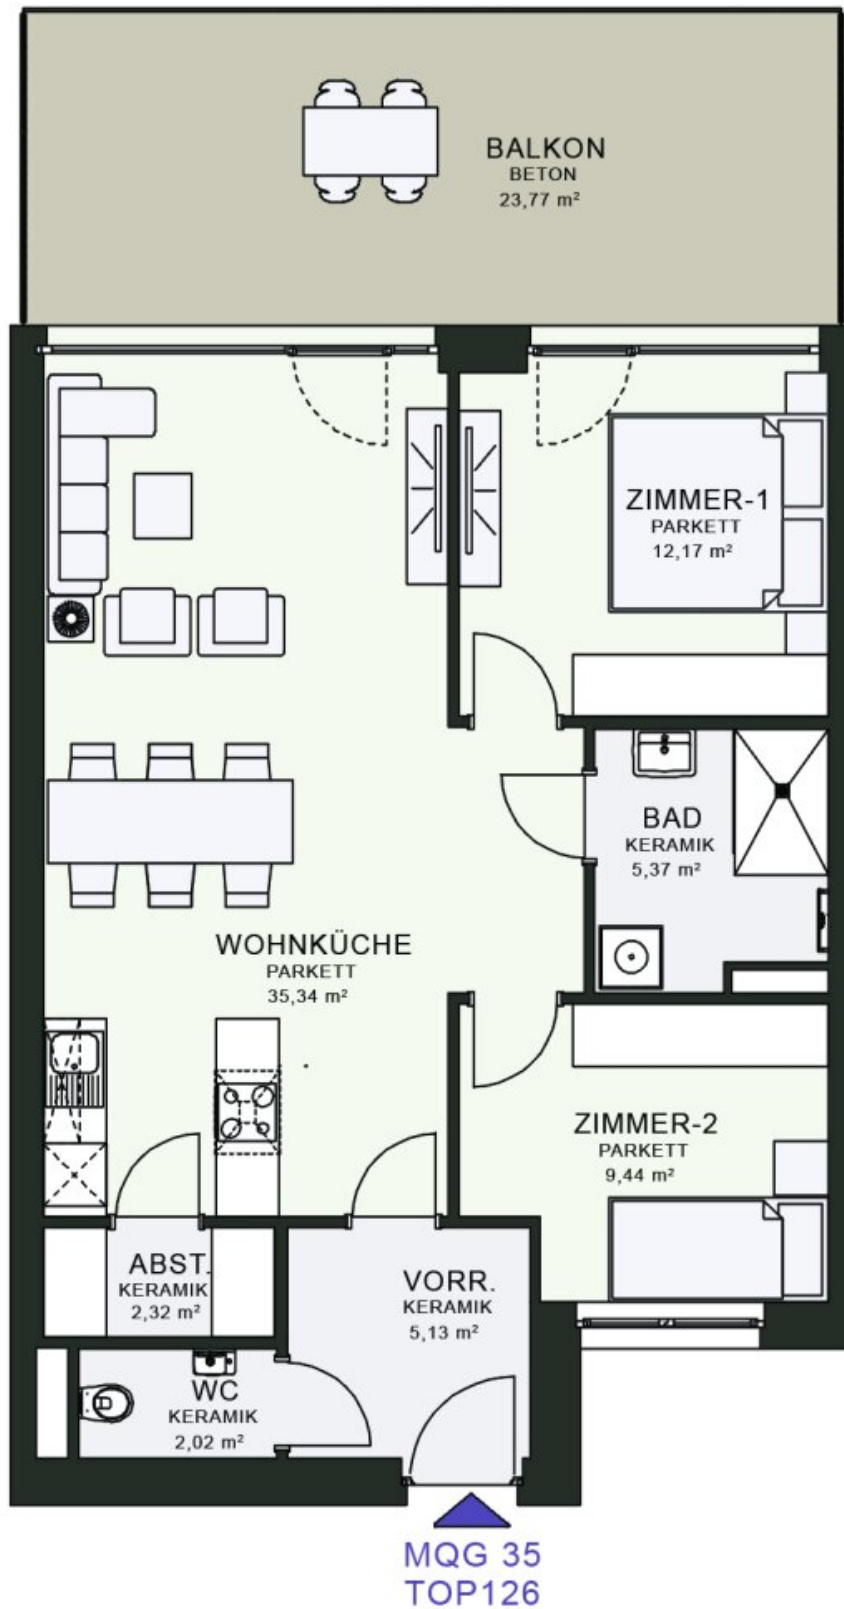 BALKON
BETON
23,77 m²
ZIMMER-1
PARKETT
12,17 m²
BAD
KERAMIK
5,37 m²
WOHNKÜCHE
PARKETT
35,34 m²
ZIMMER-2
PARKETT
9,44 m²
ABST.
KERAMIK
2,32 m²
VORR.
KERAMIK
5,13 m²
WC
KERAMIK
2,02 m²
MQG 35
TOP126